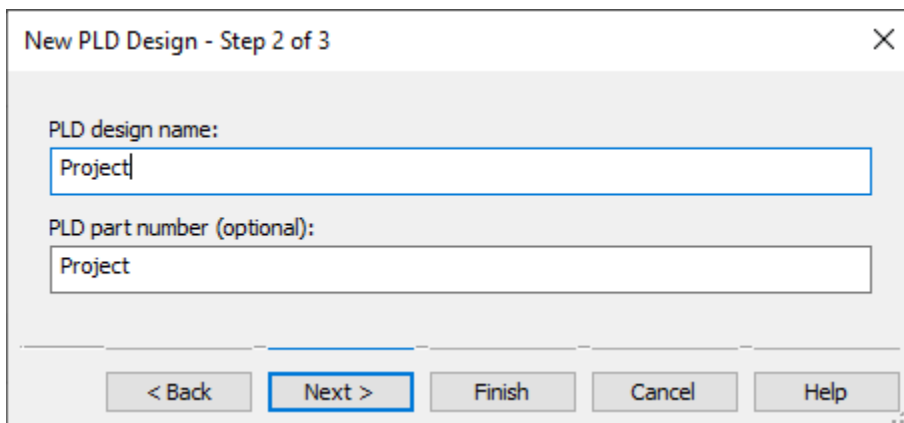 New PLD Design - Step 2 of 3
PLD design name:
Project
PLD part number (optional):
Project
< Back Next > Finish Cancel Help